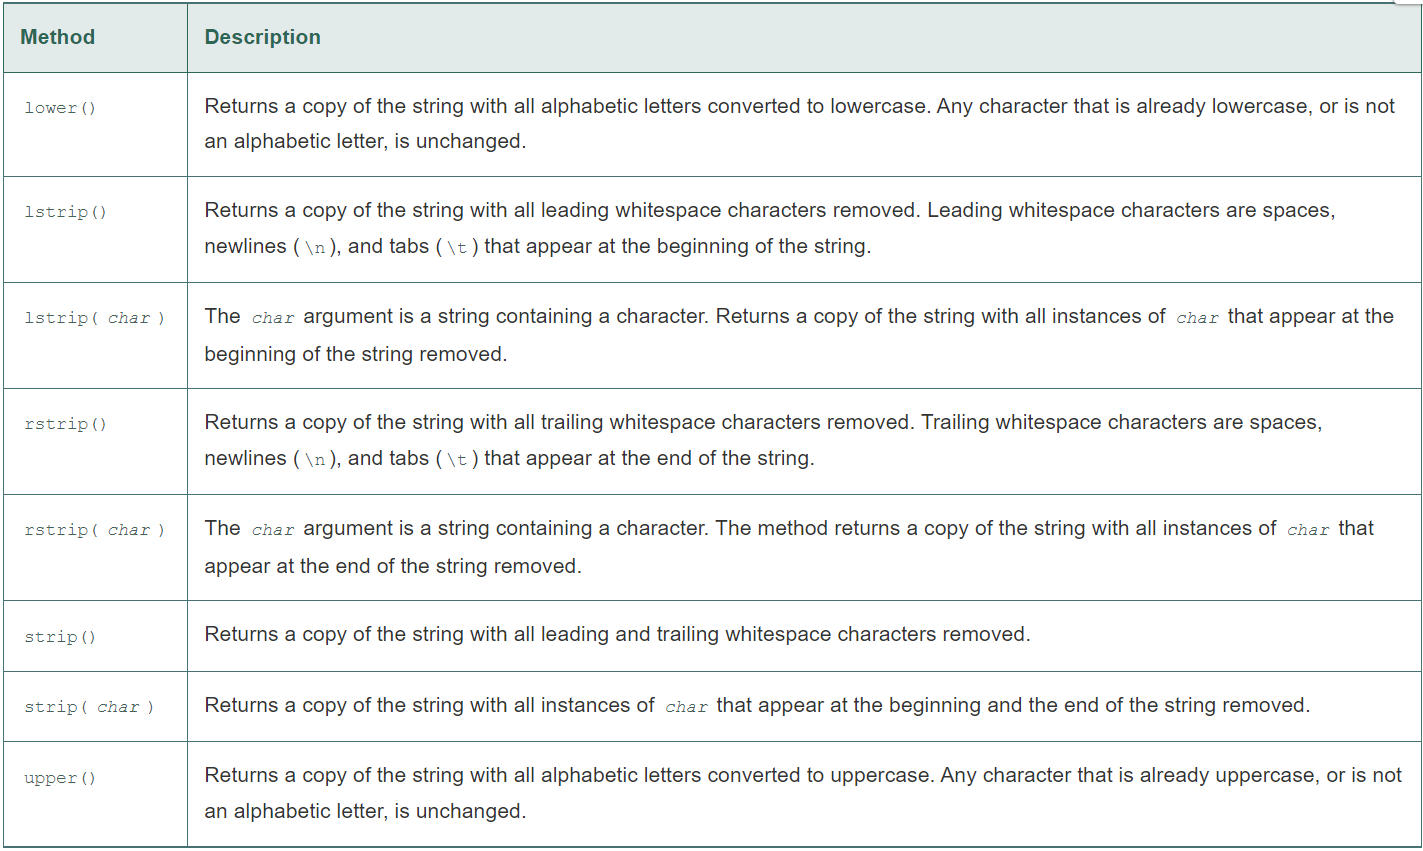 Method Description
lower() Returns a copy of the string with all alphabetic letters converted to lowercase. Any character that is already lowercase, or is not
an alphabetic letter, is unchanged.
lstrip() Returns a copy of the string with all leading whitespace characters removed. Leading whitespace characters are spaces,
newlines ( \n ), and tabs ( \t ) that appear at the beginning of the string.
lstrip( char ) The char argument is a string containing a character. Returns a copy of the string with all instances of char that appear at the
beginning of the string removed.
rstrip() Returns a copy of the string with all trailing whitespace characters removed. Trailing whitespace characters are spaces,
newlines ( \n ), and tabs ( \t ) that appear at the end of the string.
rstrip( char ) The char argument is a string containing a character. The method returns a copy of the string with all instances of char that
appear at the end of the string removed.
strip() Returns a copy of the string with all leading and trailing whitespace characters removed.
strip( char ) Returns a copy of the string with all instances of char that appear at the beginning and the end of the string removed.
upper() Returns a copy of the string with all alphabetic letters converted to uppercase. Any character that is already uppercase, or is not
an alphabetic letter, is unchanged.